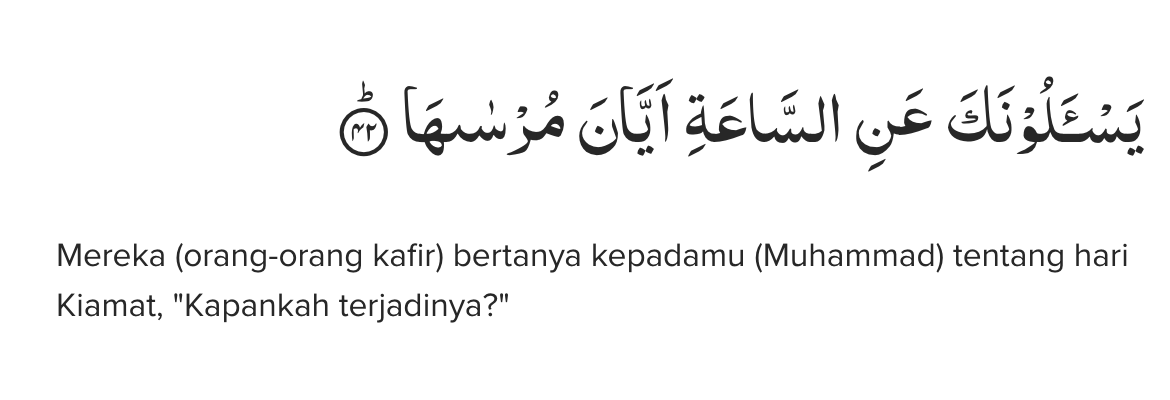 يَسْـَٔلُوْنَكَ عَنِ السَّاعَةِ اَيَّانَ مُرْسٰىهَاۗ ۝٤٢
Mereka (orang-orang kafir) bertanya kepadamu (Muhammad) tentang hari
Kiamat, "Kapankah terjadinya?"